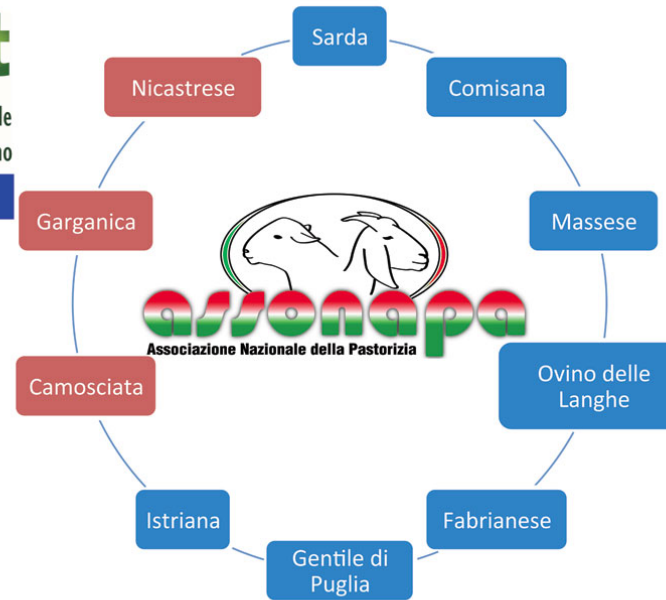 Sarda
Nicastrese
Comisana
Garganica
Massese
assonapa
Associazione Nazionale della Pastorizia
Camosciata
Ovino delle
Langhe
Istriana
Fabrianese
Gentile di
Puglia